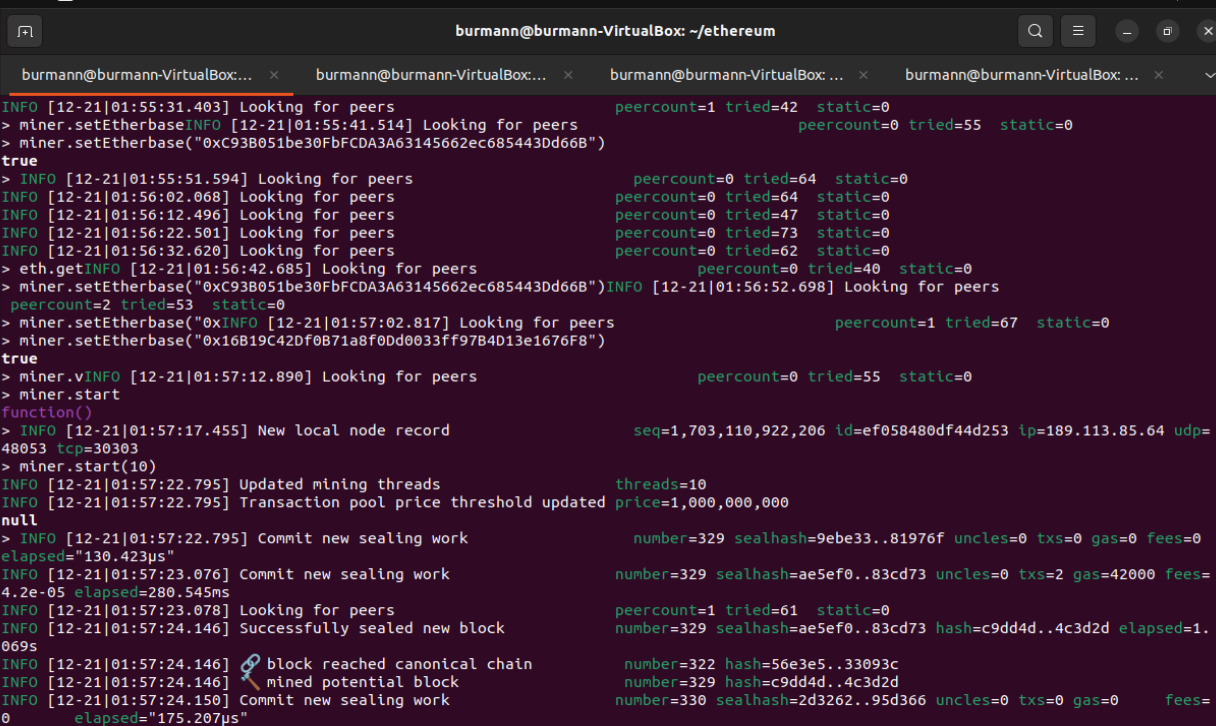 burmann@burmann-VirtualBox: ~/ethereum
burmann@burmann-VirtualBox:... × burmann@burmann-VirtualBox:... × burmann@burmann-VirtualBox: ... × burmann@burmann-VirtualBox: ... ×
INFO [12-21|01:55:31.403] Looking for peers peercount=1 tried=42 static=0
> miner.setEtherbaseINFO [12-21|01:55:41.514] Looking for peers peercount=0 tried=55 static=0
> miner.setEtherbase("0xC93B051be30FbFCDA3A63145662ec685443Dd66B")
true
> INFO [12-21|01:55:51.594] Looking for peers peercount=0 tried=64 static=0
INFO [12-21|01:56:02.068] Looking for peers peercount=0 tried=64 static=0
INFO [12-21|01:56:12.496] Looking for peers peercount=0 tried=47 static=0
INFO [12-21|01:56:22.501] Looking for peers peercount=0 tried=73 static=0
INFO [12-21|01:56:32.620] Looking for peers peercount=0 tried=62 static=0
> eth.getINFO [12-21|01:56:42.685] Looking for peers peercount=0 tried=40 static=0
> miner.setEtherbase("0xC93B051be30FbFCDA3A63145662ec685443Dd66B")INFO [12-21|01:56:52.698] Looking for peers
peercount=2 tried=53 static=0
> miner.setEtherbase("0xINFO [12-21|01:57:02.817] Looking for peers peercount=1 tried=67 static=0
> miner.setEtherbase("0x16B19C42Df0B71a8f0Dd0033ff97B4D13e1676F8")
true
> miner.vINFO [12-21|01:57:12.890] Looking for peers peercount=0 tried=55 static=0
> miner.start
function()
> INFO [12-21|01:57:17.455] New local node record seq=1,703,110,922,206 id=ef058480df44d253 ip=189.113.85.64 udp=
48053 tcp=30303
> miner.start(10)
INFO [12-21|01:57:22.795] Updated mining threads threads=10
INFO [12-21|01:57:22.795] Transaction pool price threshold updated price=1,000,000,000
null
> INFO [12-21|01:57:22.795] Commit new sealing work number=329 sealhash=9ebe33..81976f uncles=0 txs=0 gas=0 fees=0
elapsed="130.423µs"
INFO [12-21|01:57:23.076] Commit new sealing work number=329 sealhash=ae5ef0..83cd73 uncles=0 txs=2 gas=42000 fees=
4.2e-05 elapsed=280.545ms
INFO [12-21|01:57:23.078] Looking for peers peercount=1 tried=61 static=0
INFO [12-21|01:57:24.146] Successfully sealed new block number=329 sealhash=ae5ef0..83cd73 hash=c9dd4d..4c3d2d elapsed=1.
069s
INFO [12-21|01:57:24.146] 🔗 block reached canonical chain number=322 hash=56e3e5..33093c
INFO [12-21|01:57:24.146] 🔨 mined potential block number=329 hash=c9dd4d..4c3d2d
INFO [12-21|01:57:24.150] Commit new sealing work number=330 sealhash=2d3262..95d366 uncles=0 txs=0 gas=0 fees=
0 elapsed="175.207µs"